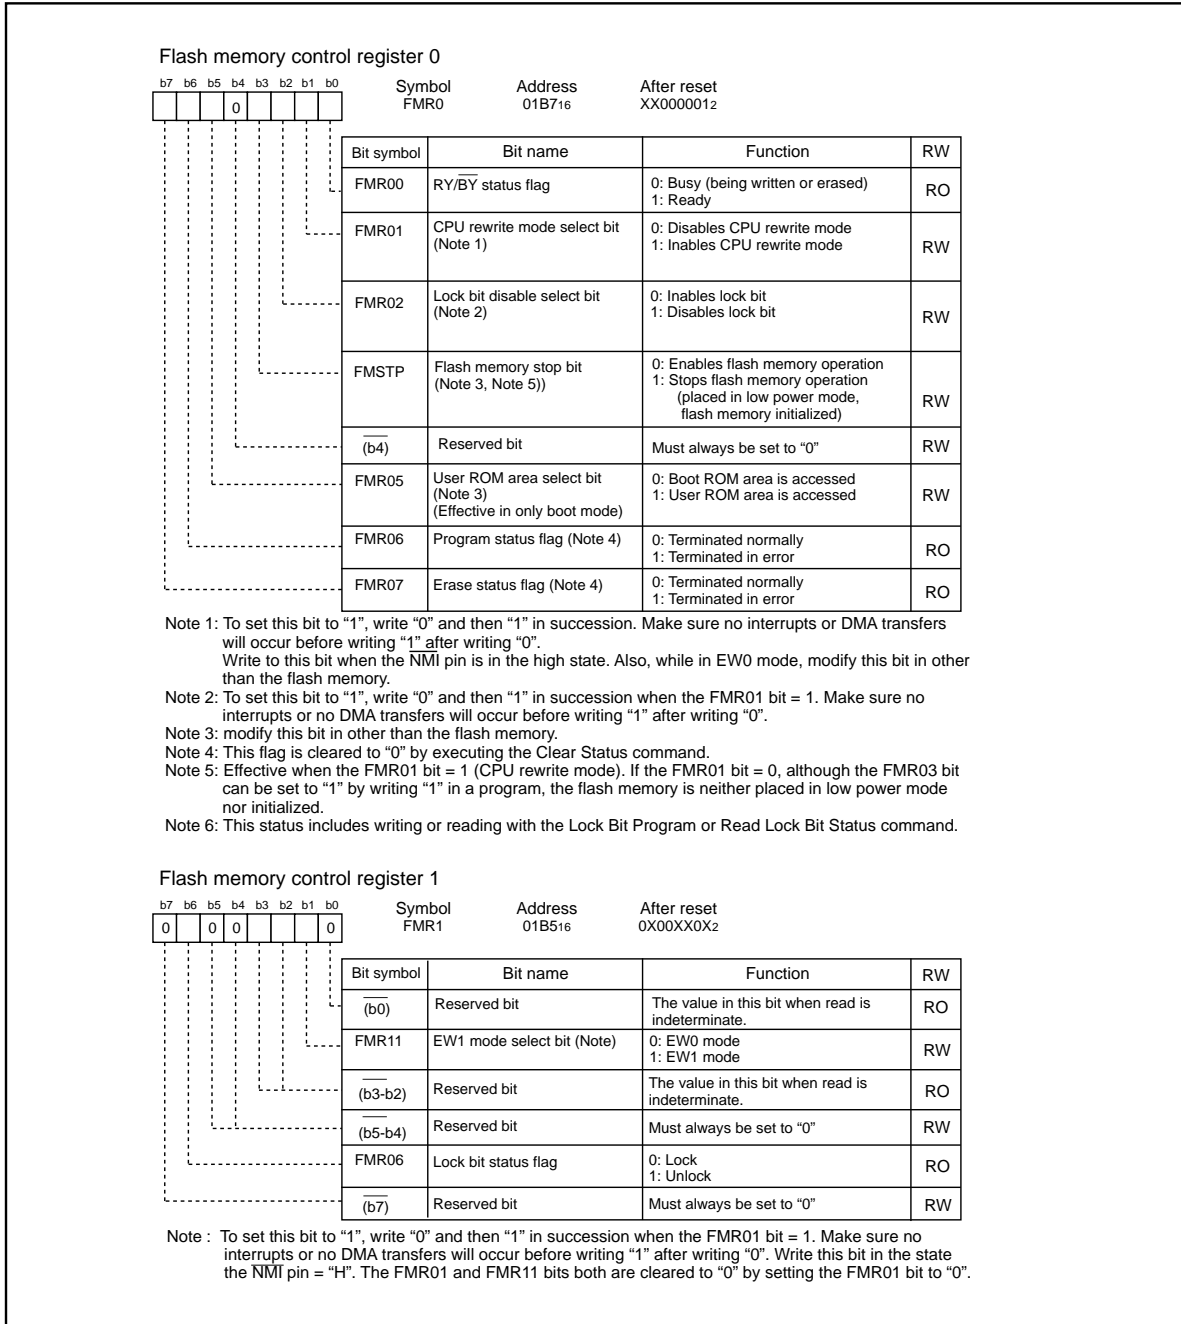 Flash memory control register 0
b7 b6 b5 b4 b3 b2 b1 b0
0
Symbol Address After reset
FMR0 01B716 XX0000012
Bit symbol Bit name Function RW
FMR00 RY/BY status flag 0: Busy (being written or erased)
1: Ready RO
FMR01 CPU rewrite mode select bit 0: Disables CPU rewrite mode
(Note 1) 1: Inables CPU rewrite mode RW
FMR02 Lock bit disable select bit 0: Inables lock bit
(Note 2) 1: Disables lock bit RW
FMSTP Flash memory stop bit 0: Enables flash memory operation
(Note 3, Note 5)) 1: Stops flash memory operation
(placed in low power mode, RW
flash memory initialized)
(b4) Reserved bit Must always be set to “0” RW
FMR05 User ROM area select bit 0: Boot ROM area is accessed
(Note 3) 1: User ROM area is accessed RW
(Effective in only boot mode)
FMR06 Program status flag (Note 4) 0: Terminated normally
1: Terminated in error RO
FMR07 Erase status flag (Note 4) 0: Terminated normally
1: Terminated in error RO
Note 1: To set this bit to “1”, write “0” and then “1” in succession. Make sure no interrupts or DMA transfers
will occur before writing “1” after writing “0”.
Write to this bit when the NMI pin is in the high state. Also, while in EW0 mode, modify this bit in other
than the flash memory.
Note 2: To set this bit to “1”, write “0” and then “1” in succession when the FMR01 bit = 1. Make sure no
interrupts or no DMA transfers will occur before writing “1” after writing “0”.
Note 3: modify this bit in other than the flash memory.
Note 4: This flag is cleared to “0” by executing the Clear Status command.
Note 5: Effective when the FMR01 bit = 1 (CPU rewrite mode). If the FMR01 bit = 0, although the FMR03 bit
can be set to “1” by writing “1” in a program, the flash memory is neither placed in low power mode
nor initialized.
Note 6: This status includes writing or reading with the Lock Bit Program or Read Lock Bit Status command.
Flash memory control register 1
b7 b6 b5 b4 b3 b2 b1 b0
0 0 0 0
Symbol Address After reset
FMR1 01B516 0X00XX0X2
Bit symbol Bit name Function RW
(b0) Reserved bit The value in this bit when read is
indeterminate. RO
FMR11 EW1 mode select bit (Note) 0: EW0 mode
1: EW1 mode RW
(b3-b2) Reserved bit The value in this bit when read is
indeterminate. RO
(b5-b4) Reserved bit Must always be set to “0” RW
FMR06 Lock bit status flag 0: Lock
1: Unlock RO
(b7) Reserved bit Must always be set to “0” RW
Note : To set this bit to “1”, write “0” and then “1” in succession when the FMR01 bit = 1. Make sure no
interrupts or no DMA transfers will occur before writing “1” after writing “0”. Write this bit in the state
the NMI pin = “H”. The FMR01 and FMR11 bits both are cleared to “0” by setting the FMR01 bit to “0”.